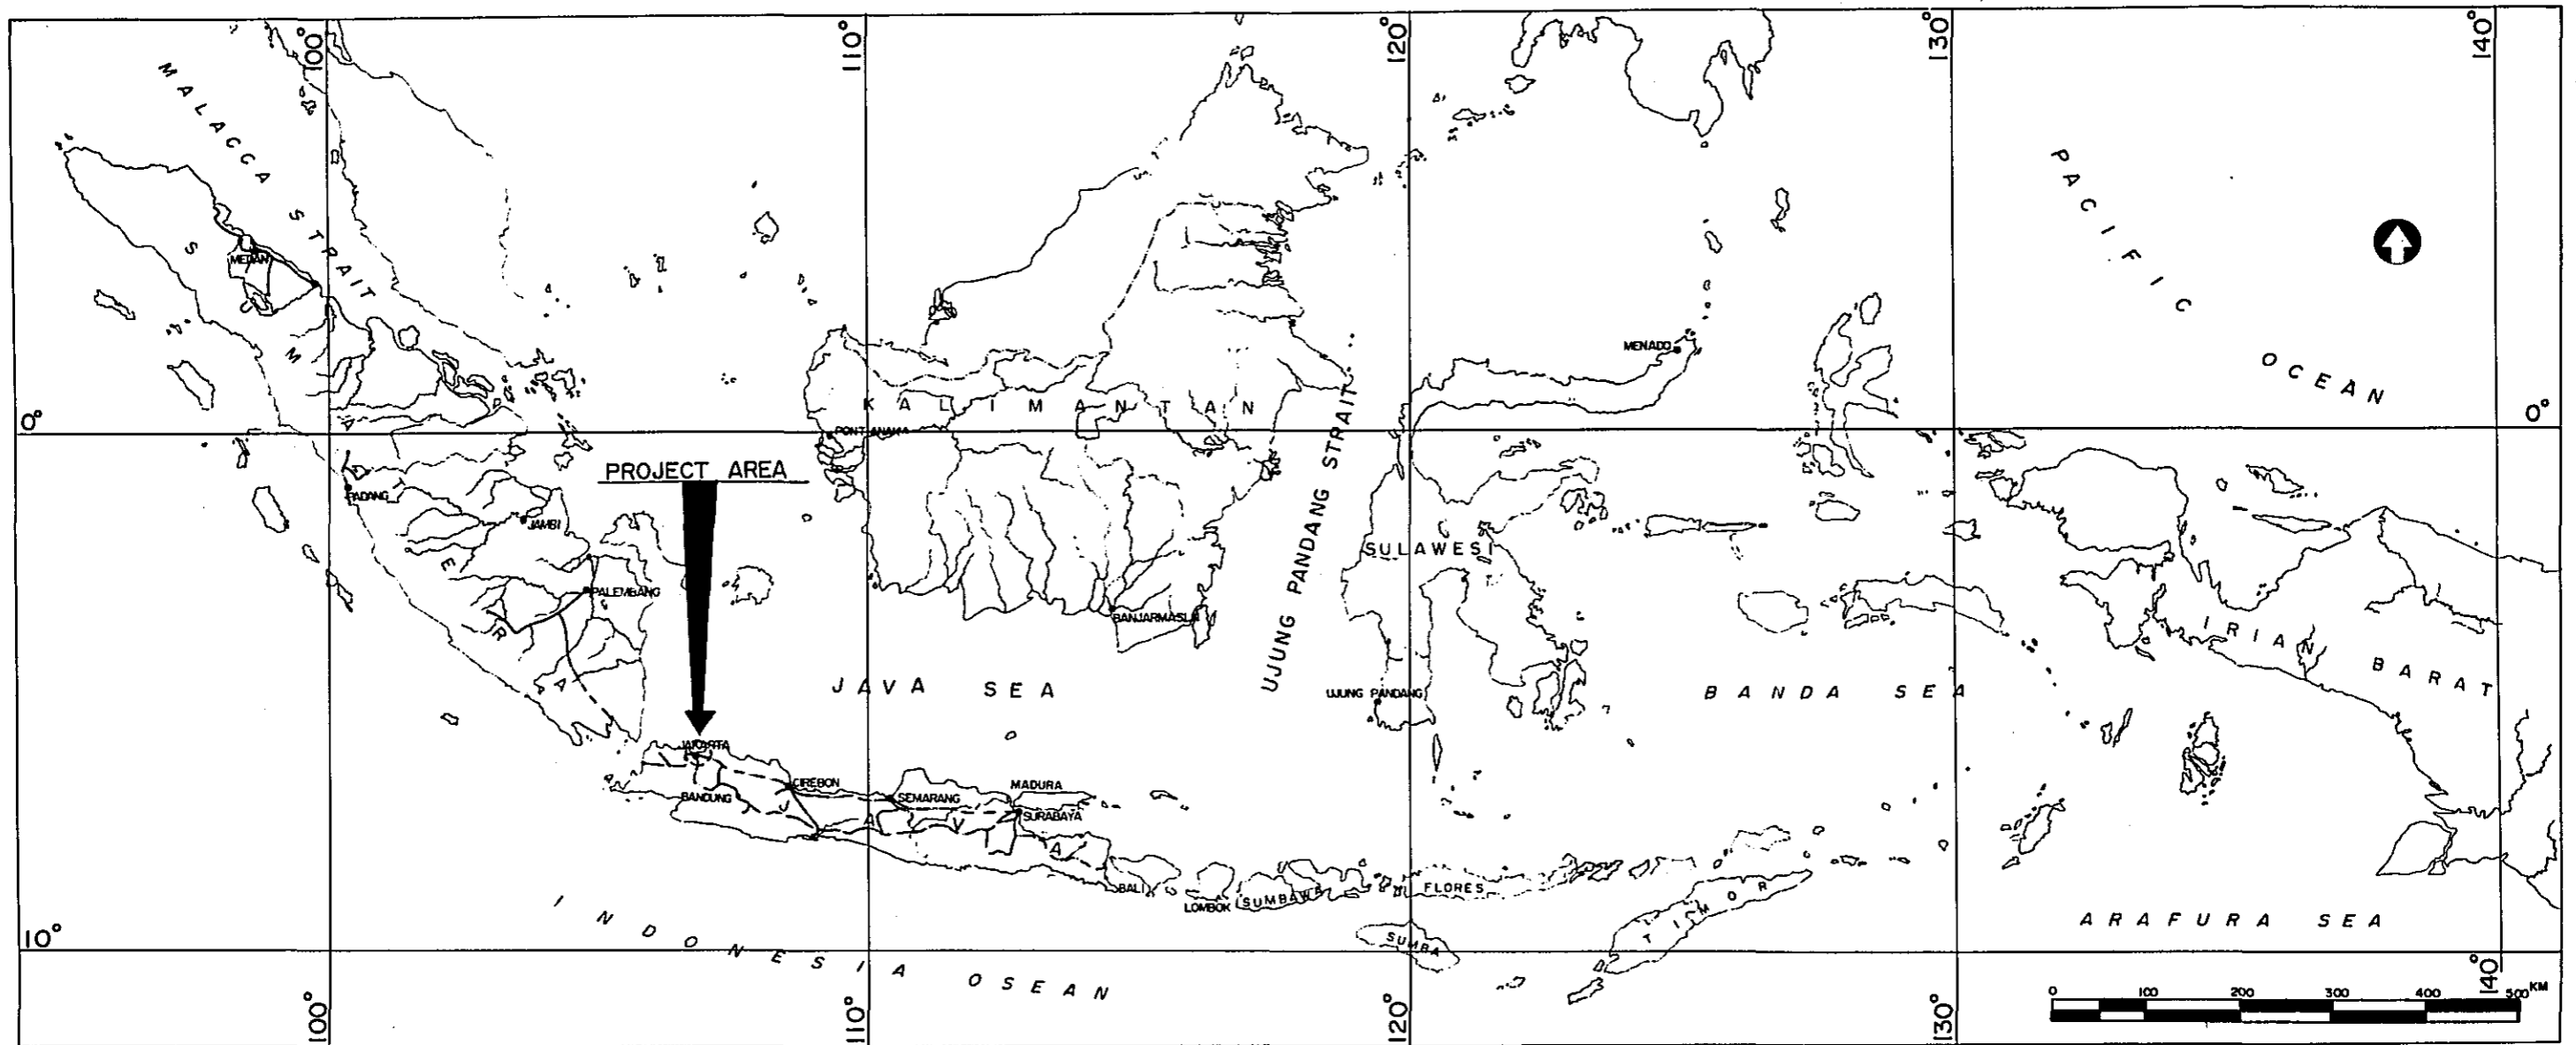 100°
110°
120°
130°
140°
MALACCA STRAIT
PACIFIC OCEAN
MEDAN
MENADO
SUMATERA
KALIMANTAN
0°
0°
PONTIANAK
PROJECT AREA
PADANG
JAMBI
SULAWESI
UJUNG PANDANG STRAIT
PALEMBANG
BANJARMASIN
IRIAN BARAT
JAVA SEA
UJUNG PANDANG
BANDA SEA
JAKARTA
CIREBON
MADURA
BANDUNG
SEMARANG
SURABAYA
JAVA
BALI
LOMBOK
SUMBAWA
FLORES
TIMOR
SUMBA
INDONESIA OSEAN
ARAFURA SEA
10°
0 100 200 300 400 500 KM
100°
110°
120°
130°
140°